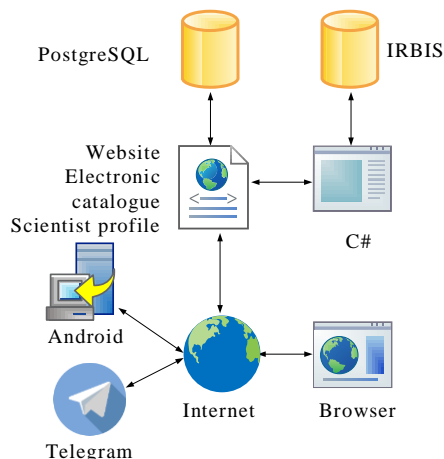 PostgreSQL
IRBIS
Website
Electronic
catalogue
Scientist profile
C#
Android
Internet
Browser
Telegram